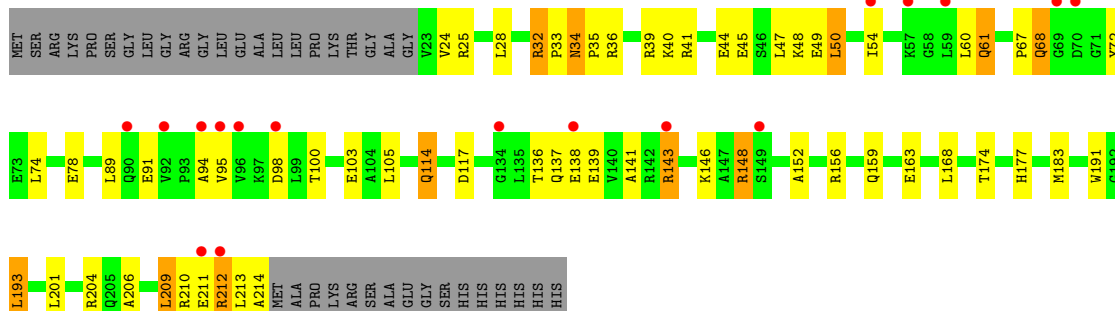 MET SER ARG LYS PRO SER GLY LEU GLY ARG GLY LEU GLU ALA LEU LEU PRO LYS THR GLY ALA GLY V23 V24 R25 L28 R32 P33 N34 P35 R36 R39 K40 R41 E44 E45 S46 L47 K48 E49 L50 I54 K57 G58 L59 L60 Q61 P67 Q68 G69 D70 G71 Y72
E73 L74 E78 L89 Q90 E91 V92 P93 A94 V95 V96 K97 D98 L99 T100 E103 A104 L105 Q114 D117 G134 L135 T136 Q137 E138 E139 V140 A141 R142 R143 K146 A147 R148 S149 A152 R156 Q159 E163 L168 T174 H177 M183 W191 G192
L193 L201 R204 Q205 A206 L209 R210 E211 R212 L213 A214 MET ALA PRO LYS ARG SER ALA GLU GLY SER HIS HIS HIS HIS HIS HIS